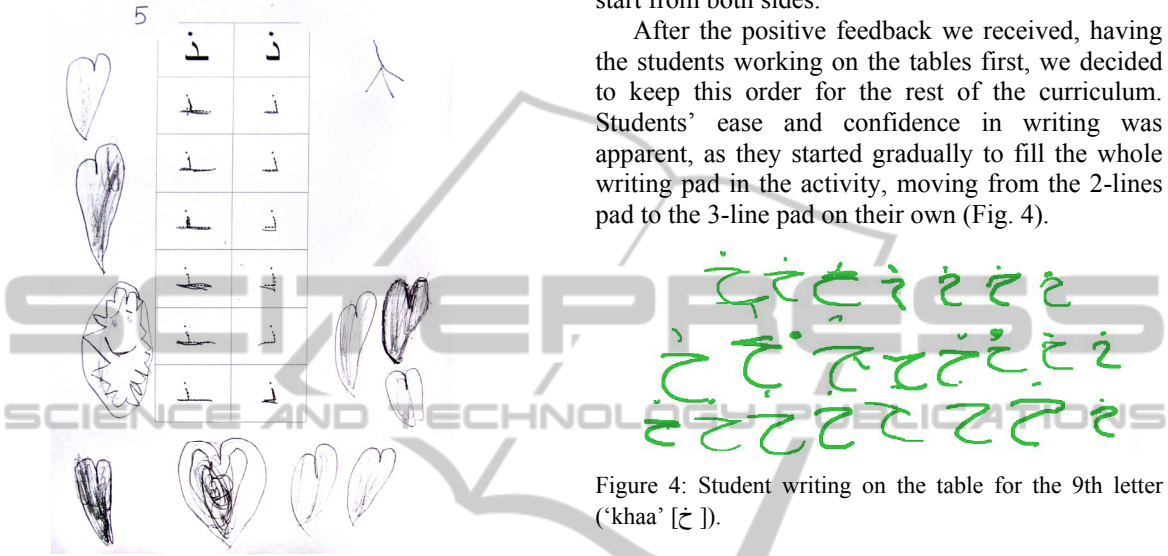 5
start from both sides.
After the positive feedback we received, having
the students working on the tables first, we decided
to keep this order for the rest of the curriculum.
Students’ ease and confidence in writing was
apparent, as they started gradually to fill the whole
writing pad in the activity, moving from the 2-lines
pad to the 3-line pad on their own (Fig. 4).
خ خ خ خ خ خ خ
خ خ خ خ خ خ خ خ
خ خ خ خ خ خ خ خ
Figure 4: Student writing on the table for the 9th letter
(‘khaa’ [خ ]).
SCITEPRESS
SCIENCE AND TECHNOLOGY PUBLICATIONS